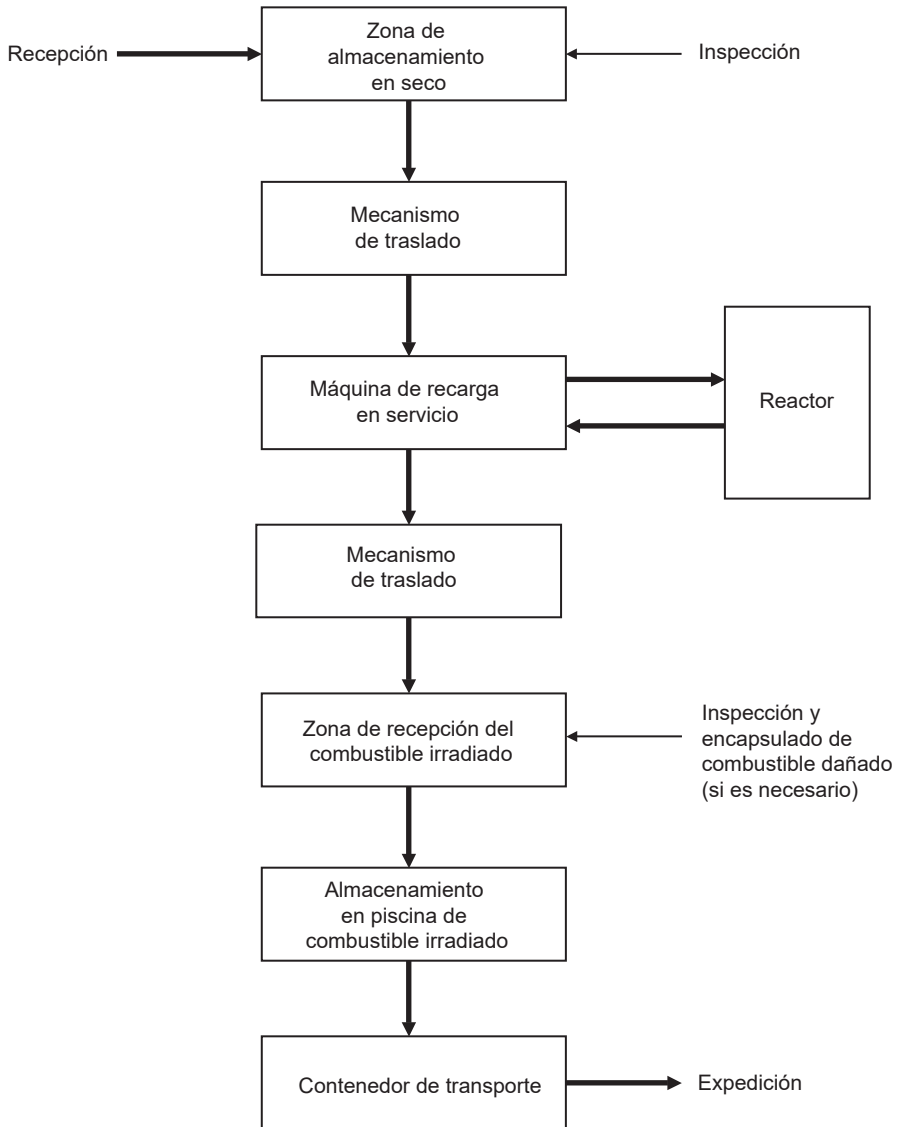 Recepción
Zona de
almacenamiento
en seco
Inspección
Mecanismo
de traslado
Máquina de recarga
en servicio
Reactor
Mecanismo
de traslado
Zona de recepción del
combustible irradiado
Inspección y
encapsulado de
combustible dañado
(si es necesario)
Almacenamiento
en piscina de
combustible irradiado
Contenedor de transporte
Expedición